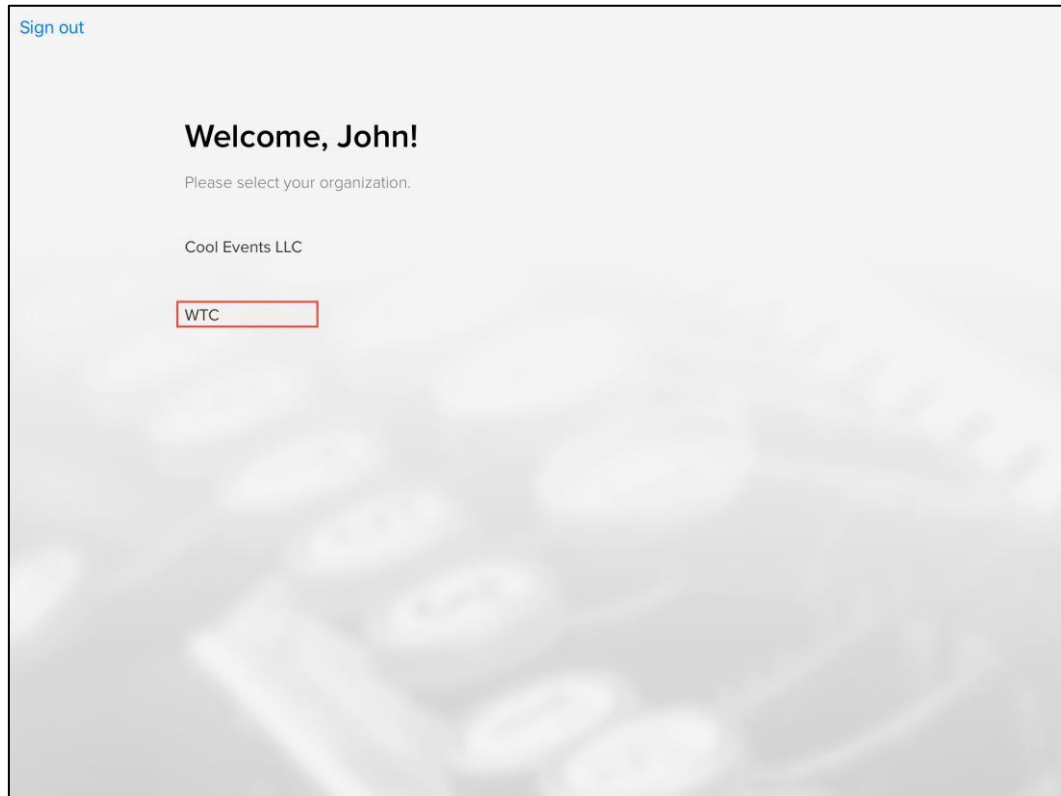 Sign out
Welcome, John!
Please select your organization.
Cool Events LLC
WTC